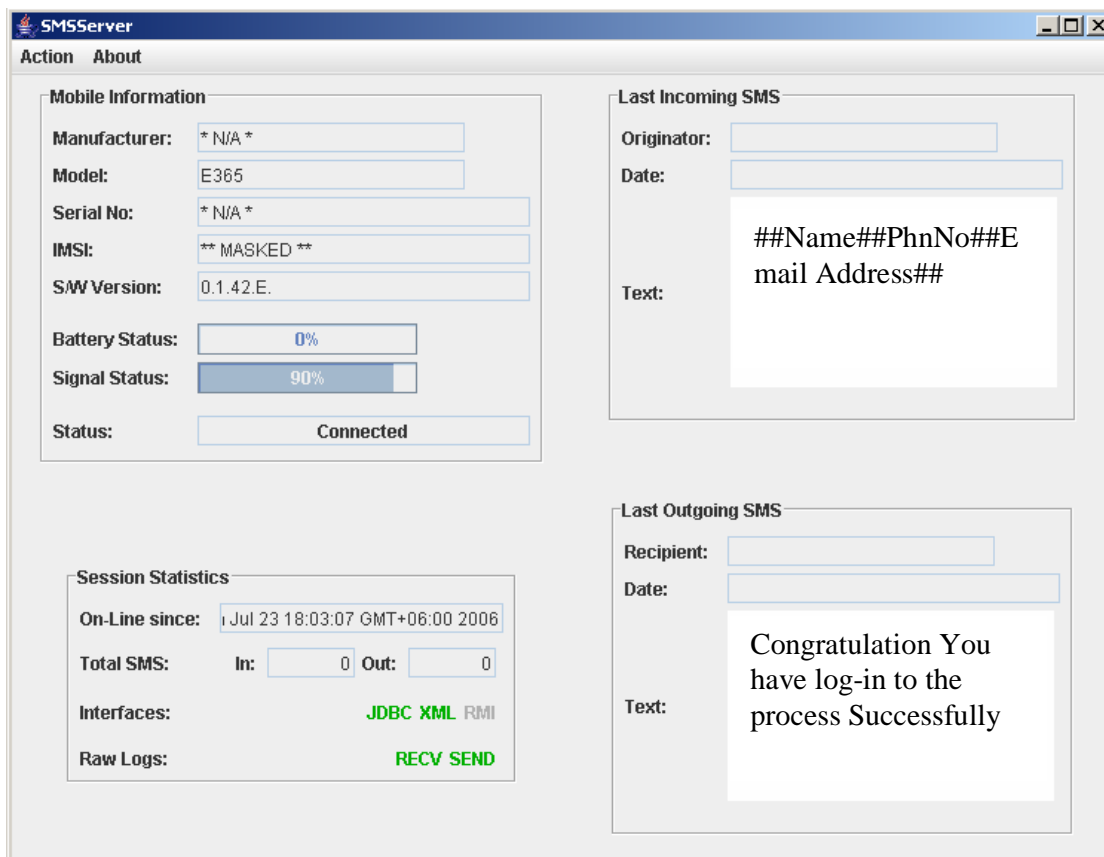 SMSServer
Action About
Mobile Information
Manufacturer: * N/A *
Model: E365
Serial No: * N/A *
IMSI: ** MASKED **
S/W Version: 0.1.42.E.
Battery Status: 0%
Signal Status: 90%
Status: Connected
Session Statistics
On-Line since: Jul 23 18:03:07 GMT+06:00 2006
Total SMS: In: 0 Out: 0
Interfaces: JDBC XML RMI
Raw Logs: RECV SEND
Last Incoming SMS
Originator:
Date:
Text:
##Name##PhnNo##E
mail Address##
Last Outgoing SMS
Recipient:
Date:
Text:
Congratulation You
have log-in to the
process Successfully